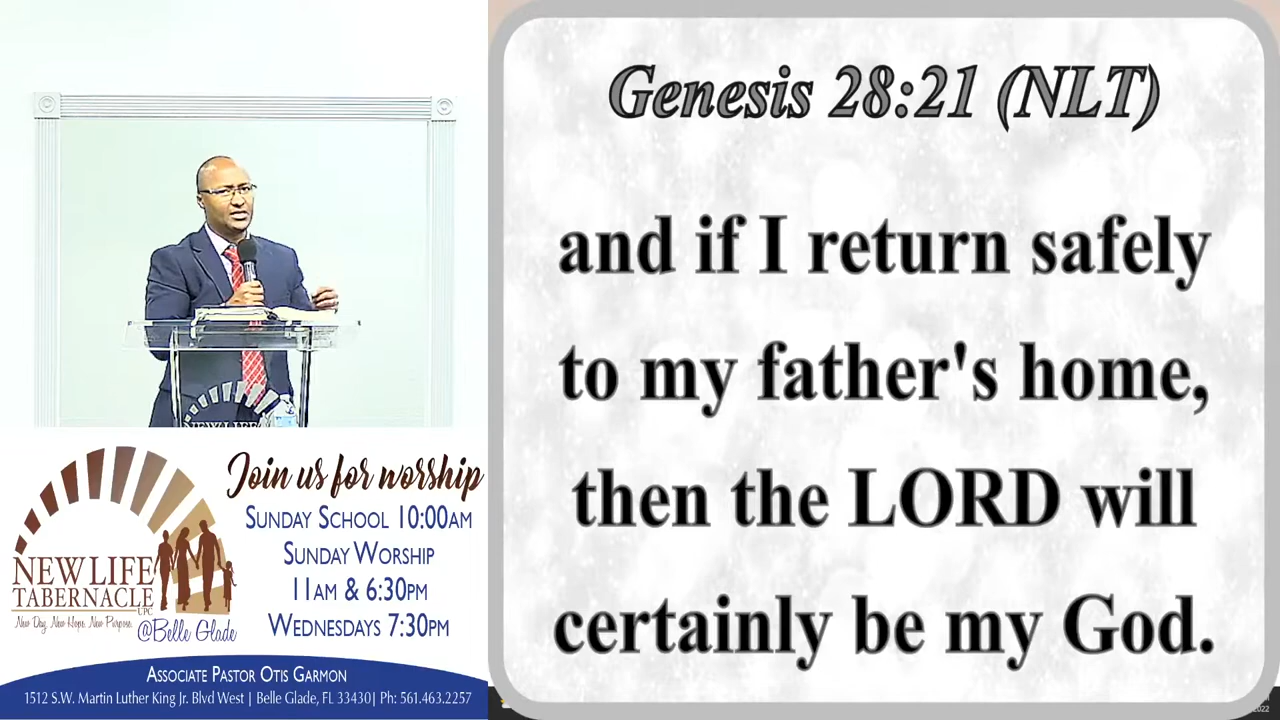 Genesis 28:21 (NLT)
and if I return safely
to my father's home,
then the LORD will
certainly be my God.
NEW LIFE
Join us for worship
SUNDAY SCHOOL 10:00AM
SUNDAY WORSHIP
11AM & 6:30PM
WEDNESDAYS 7:30PM
NEW LIFE
TABERNACLE
UPC
New Day. New Hope. New Purpose.
@Belle Glade
ASSOCIATE PASTOR OTIS GARMON
1512 S.W. Martin Luther King Jr. Blvd West | Belle Glade, FL 33430| Ph: 561.463.2257
2022